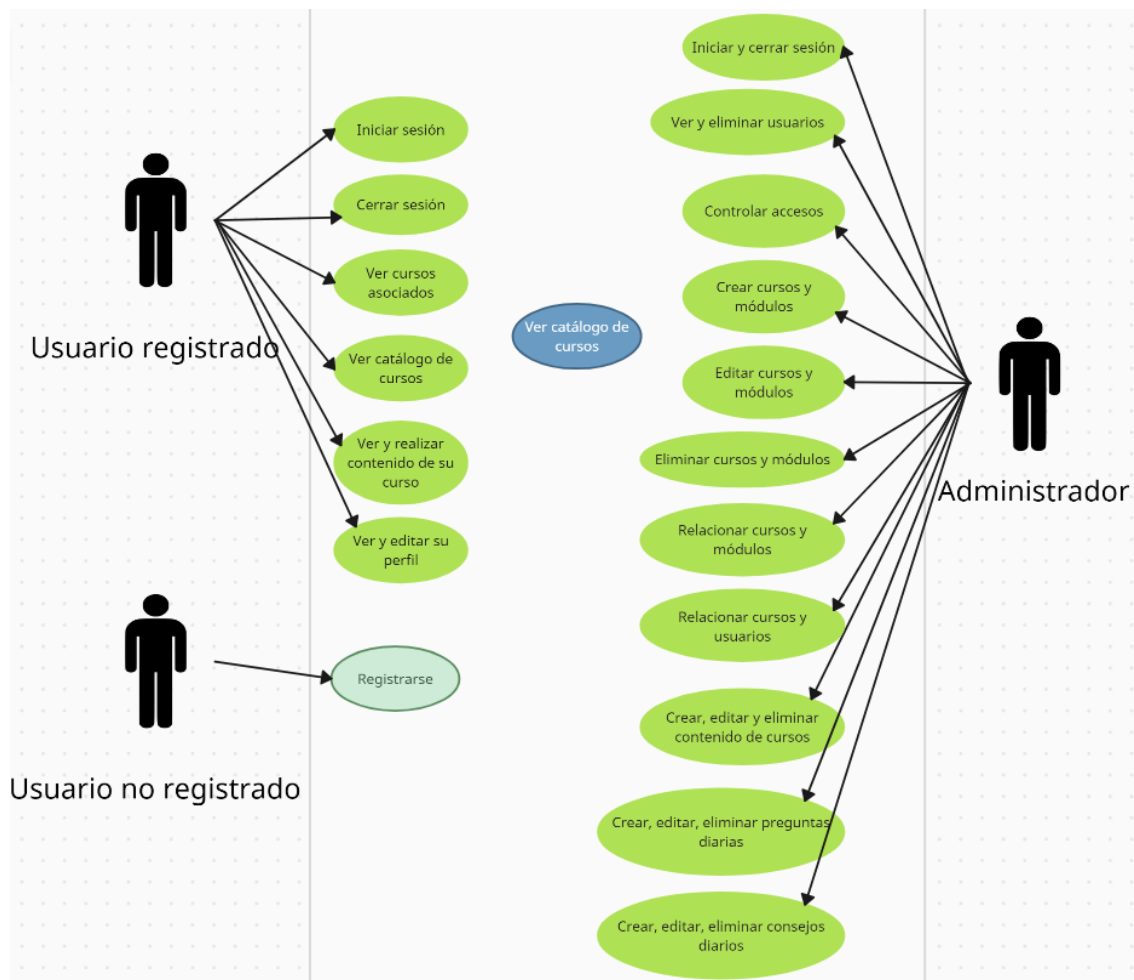 Iniciar sesión
Cerrar sesión
Ver cursos
asociados
Usuario registrado
Ver catálogo de
cursos
Ver y realizar
contenido de su
curso
Ver y editar su
perfil
Registrarse
Usuario no registrado
Ver catálogo de
cursos
Iniciar y cerrar sesión
Ver y eliminar usuarios
Controlar accesos
Crear cursos y
módulos
Editar cursos y
módulos
Eliminar cursos y módulos
Administrador
Relacionar cursos y
módulos
Relacionar cursos y
usuarios
Crear, editar y eliminar
contenido de cursos
Crear, editar, eliminar preguntas
diarias
Crear, editar, eliminar consejos
diarios